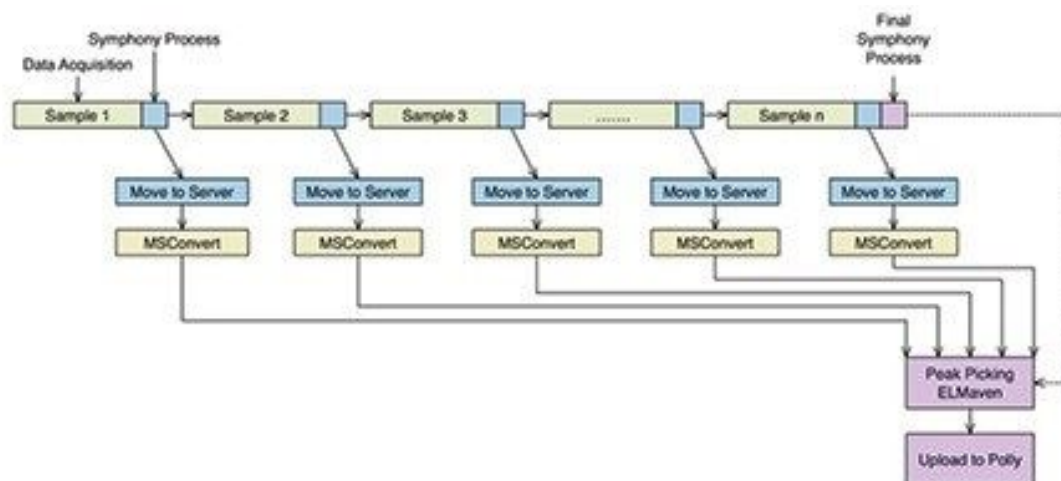 Final
Symphony
Process
Symphony Process
Data Acquisition
Sample 1
Sample 2
Sample 3
.......
Sample n
Move to Server
Move to Server
Move to Server
Move to Server
Move to Server
MSConvert
MSConvert
MSConvert
MSConvert
MSConvert
Peak Picking
ELMaven
Upload to Polly